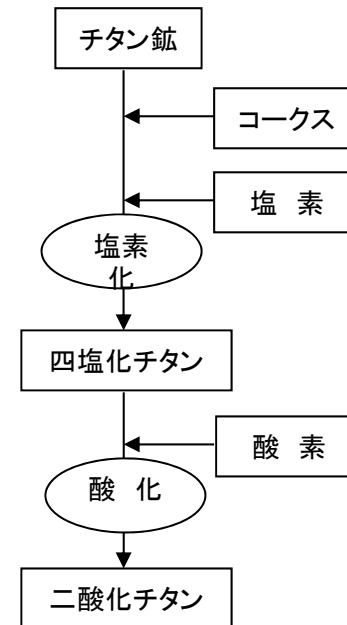 チタン鉱
コークス
塩 素
塩素
化
四塩化チタン
酸 素
酸 化
二酸化チタン